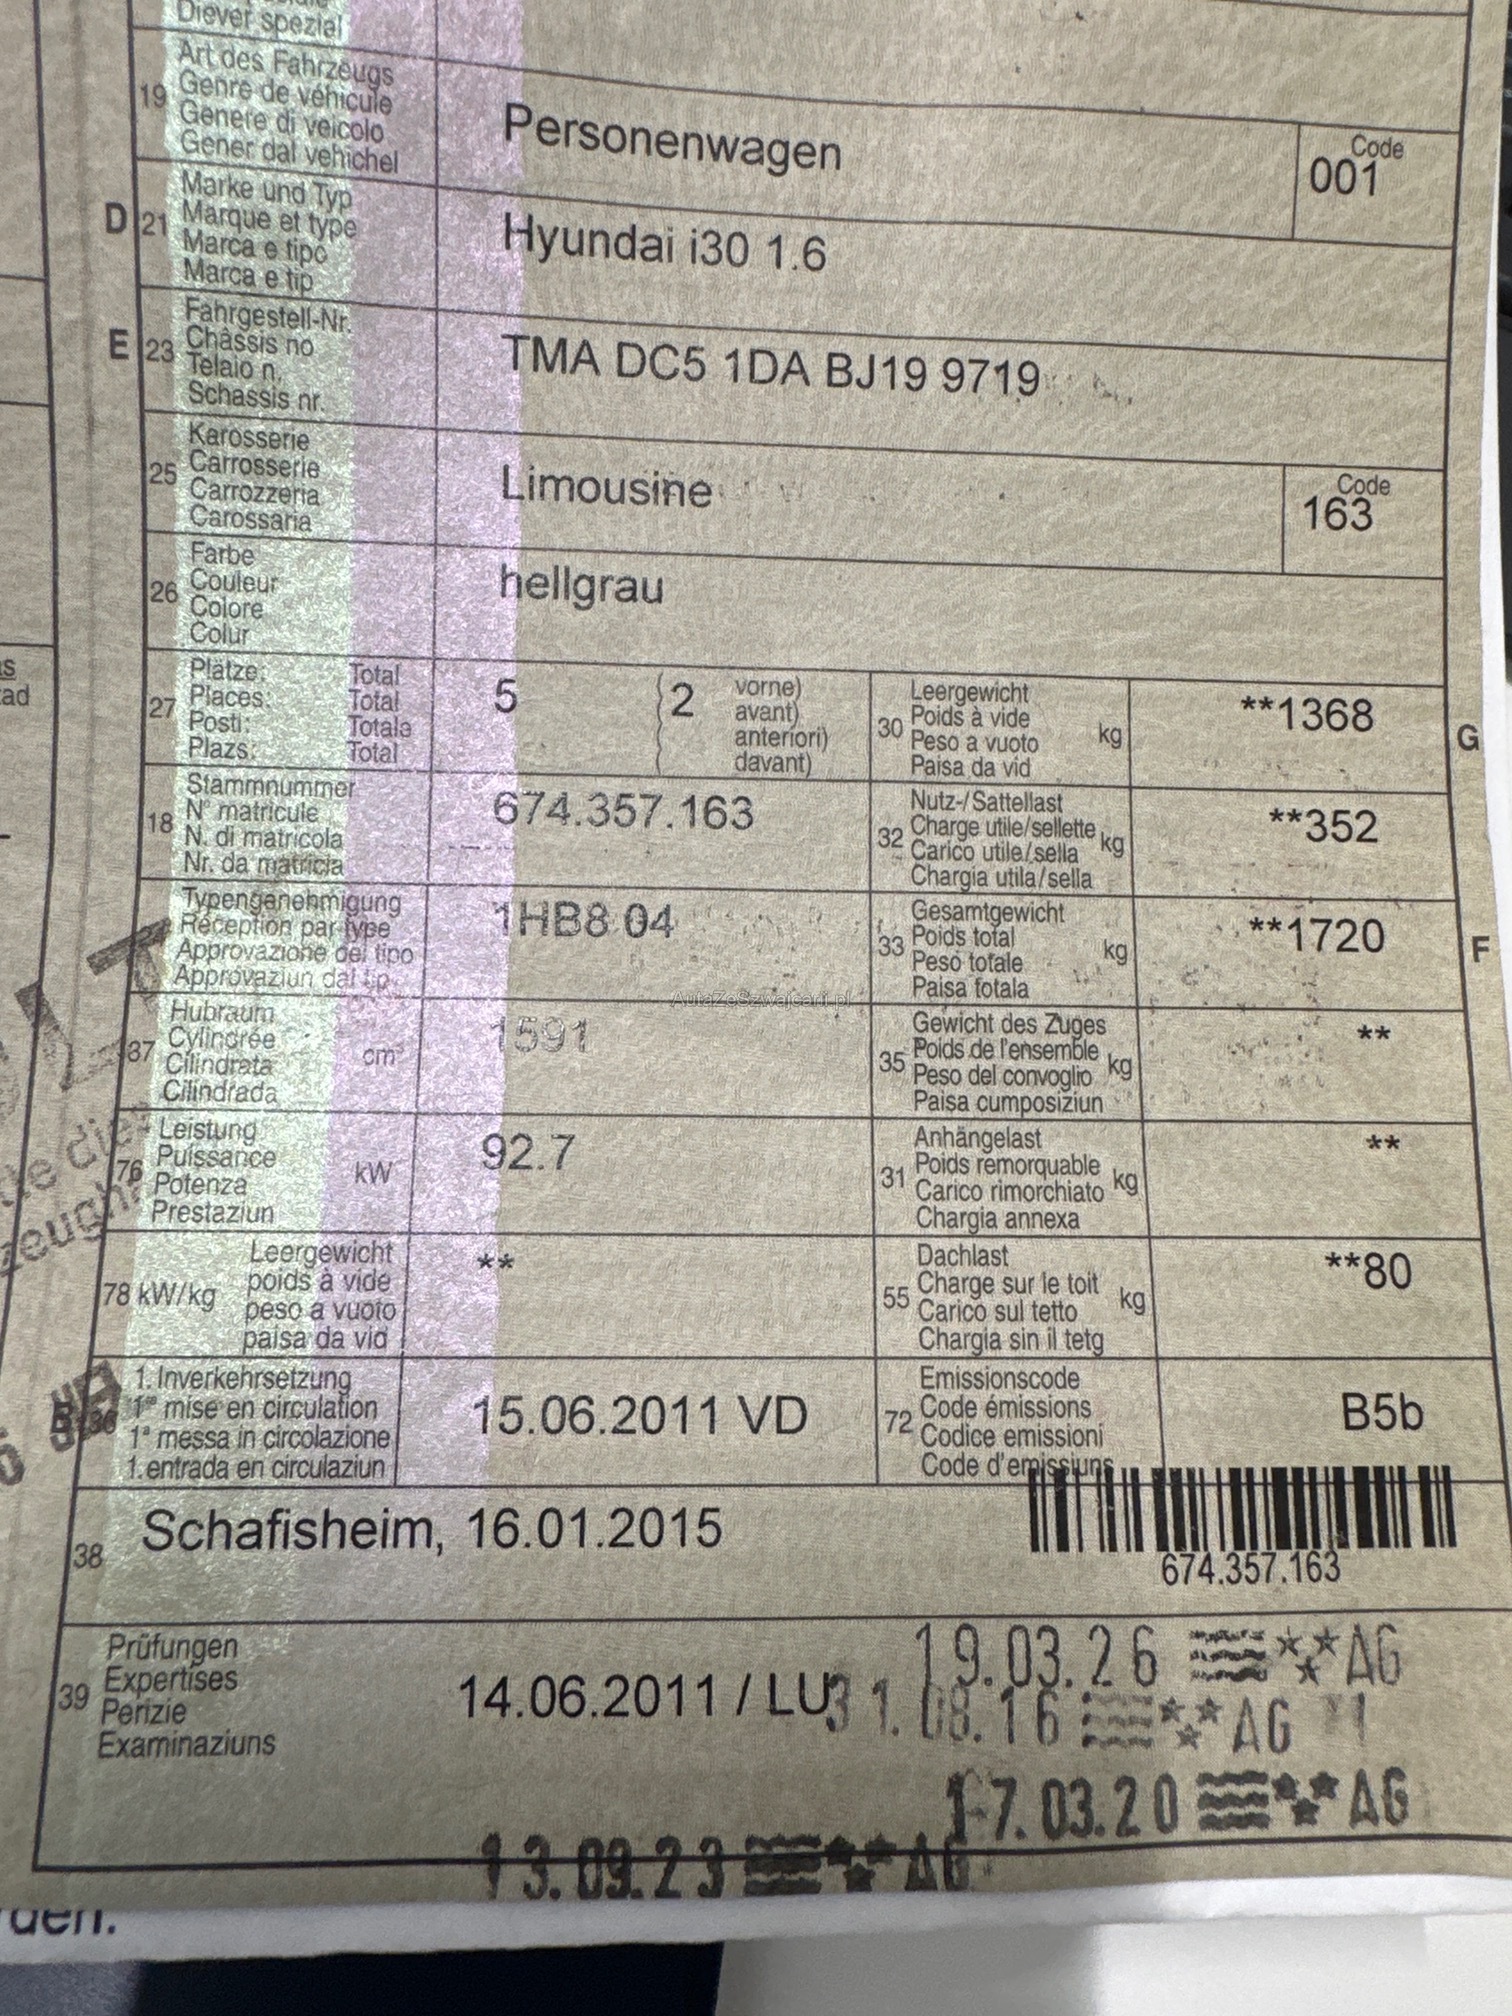 Diever spezial
19
Art des Fahrzeugs
Genre de véhicule
Genere di veicolo
Gener dal vehichel
Personenwagen
Code
001
D 21
Marke und Typ
Marque et type
Marca e tipo
Marca e tip
Hyundai i30 1.6
E 23
Fahrgestell-Nr.
Châssis no
Telaio n.
Schassis nr.
TMA DC5 1DA BJ19 9719
25
Karosserie
Carrosserie
Carrozzeria
Carossaria
Limousine
Code
163
26
Farbe
Couleur
Colore
Colur
hellgrau
27
Plätze: Total
Places: Total
Posti: Totale
Plazs: Total
5
2
vorne)
avant)
anteriori)
davant)
30
Leergewicht
Poids à vide
Peso a vuoto
Paisa da vid
kg
**1368
G
18
Stammnummer
N° matricule
N. di matricola
Nr. da matricla
674.357.163
32
Nutz-/Sattellast
Charge utile/sellette
Carico utile/sella
Chargia utila/sella
kg
**352
Typengenehmigung
Réception par type
Approvazione del tipo
Approvaziun dal tip
1HB8 04
33
Gesamtgewicht
Poids total
Peso totale
Paisa totala
kg
**1720
F
AutaZeSzwajcarii.pl
37
Hubraum
Cylindrée
Cilindrata
Cilindrada
cm³
1591
35
Gewicht des Zuges
Poids de l'ensemble
Peso del convoglio
Paisa cumposiziun
kg
**
76
Leistung
Puissance
Potenza
Prestaziun
kW
92.7
31
Anhängelast
Poids remorquable
Carico rimorchiato
Chargia annexa
kg
**
78 kW/kg
Leergewicht
poids à vide
peso a vuoto
paisa da vid
**
55
Dachlast
Charge sur le toit
Carico sul tetto
Chargia sin il tetg
kg
**80
B 36
1. Inverkehrsetzung
1re mise en circulation
1a messa in circolazione
1. entrada en circulaziun
15.06.2011 VD
72
Emissionscode
Code émissions
Codice emissioni
Code d'emissiuns
B5b
38
Schafisheim, 16.01.2015
674.357.163
39
Prüfungen
Expertises
Perizie
Examinaziuns
14.06.2011 / LU
19.03.26 AG
31.08.16 AG
17.03.20 AG
13.09.23 AG